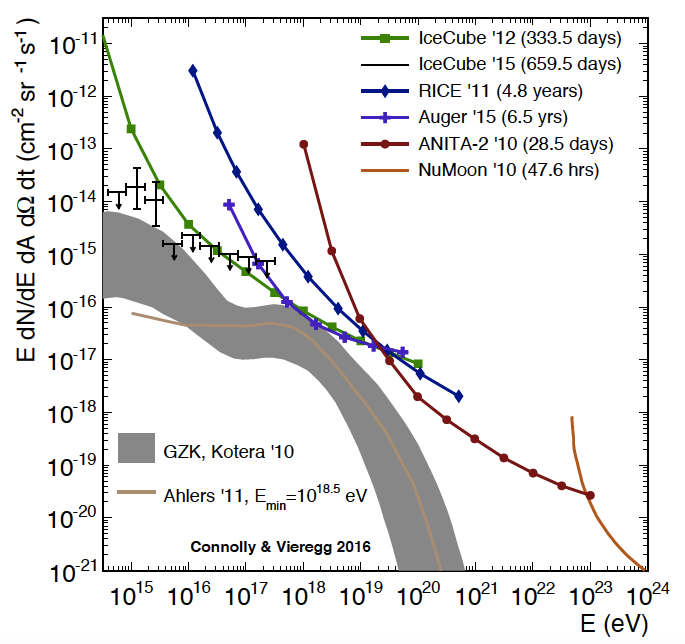 E dN/dE dA dΩ dt (cm⁻² sr ⁻¹ s⁻¹ )
10⁻¹¹
10⁻¹²
10⁻¹³
10⁻¹⁴
10⁻¹⁵
10⁻¹⁶
10⁻¹⁷
10⁻¹⁸
10⁻¹⁹
10⁻²⁰
10⁻²¹
IceCube '12 (333.5 days)
IceCube '15 (659.5 days)
RICE '11 (4.8 years)
Auger '15 (6.5 yrs)
ANITA-2 '10 (28.5 days)
NuMoon '10 (47.6 hrs)
GZK, Kotera '10
Ahlers '11, Eₘᵢₙ=10¹⁸·⁵ eV
Connolly & Vieregg 2016
10¹⁵ 10¹⁶ 10¹⁷ 10¹⁸ 10¹⁹ 10²⁰ 10²¹ 10²² 10²³ 10²⁴
E (eV)